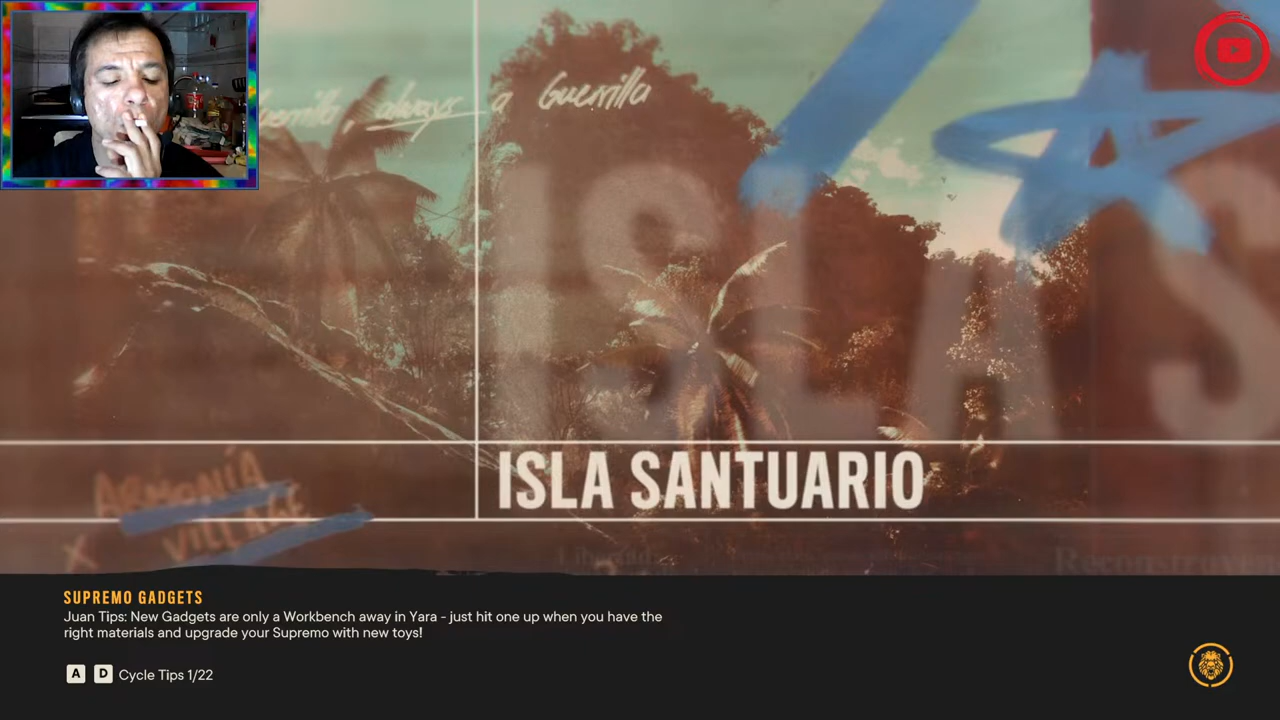 Guerrilla, always a Guerrilla
ISLAS
ISLA SANTUARIO
ARMONÍA
VILLAGE
X
Libertad
SUPREMO GADGETS
Juan Tips: New Gadgets are only a Workbench away in Yara - just hit one up when you have the
right materials and upgrade your Supremo with new toys!
A D Cycle Tips 1/22